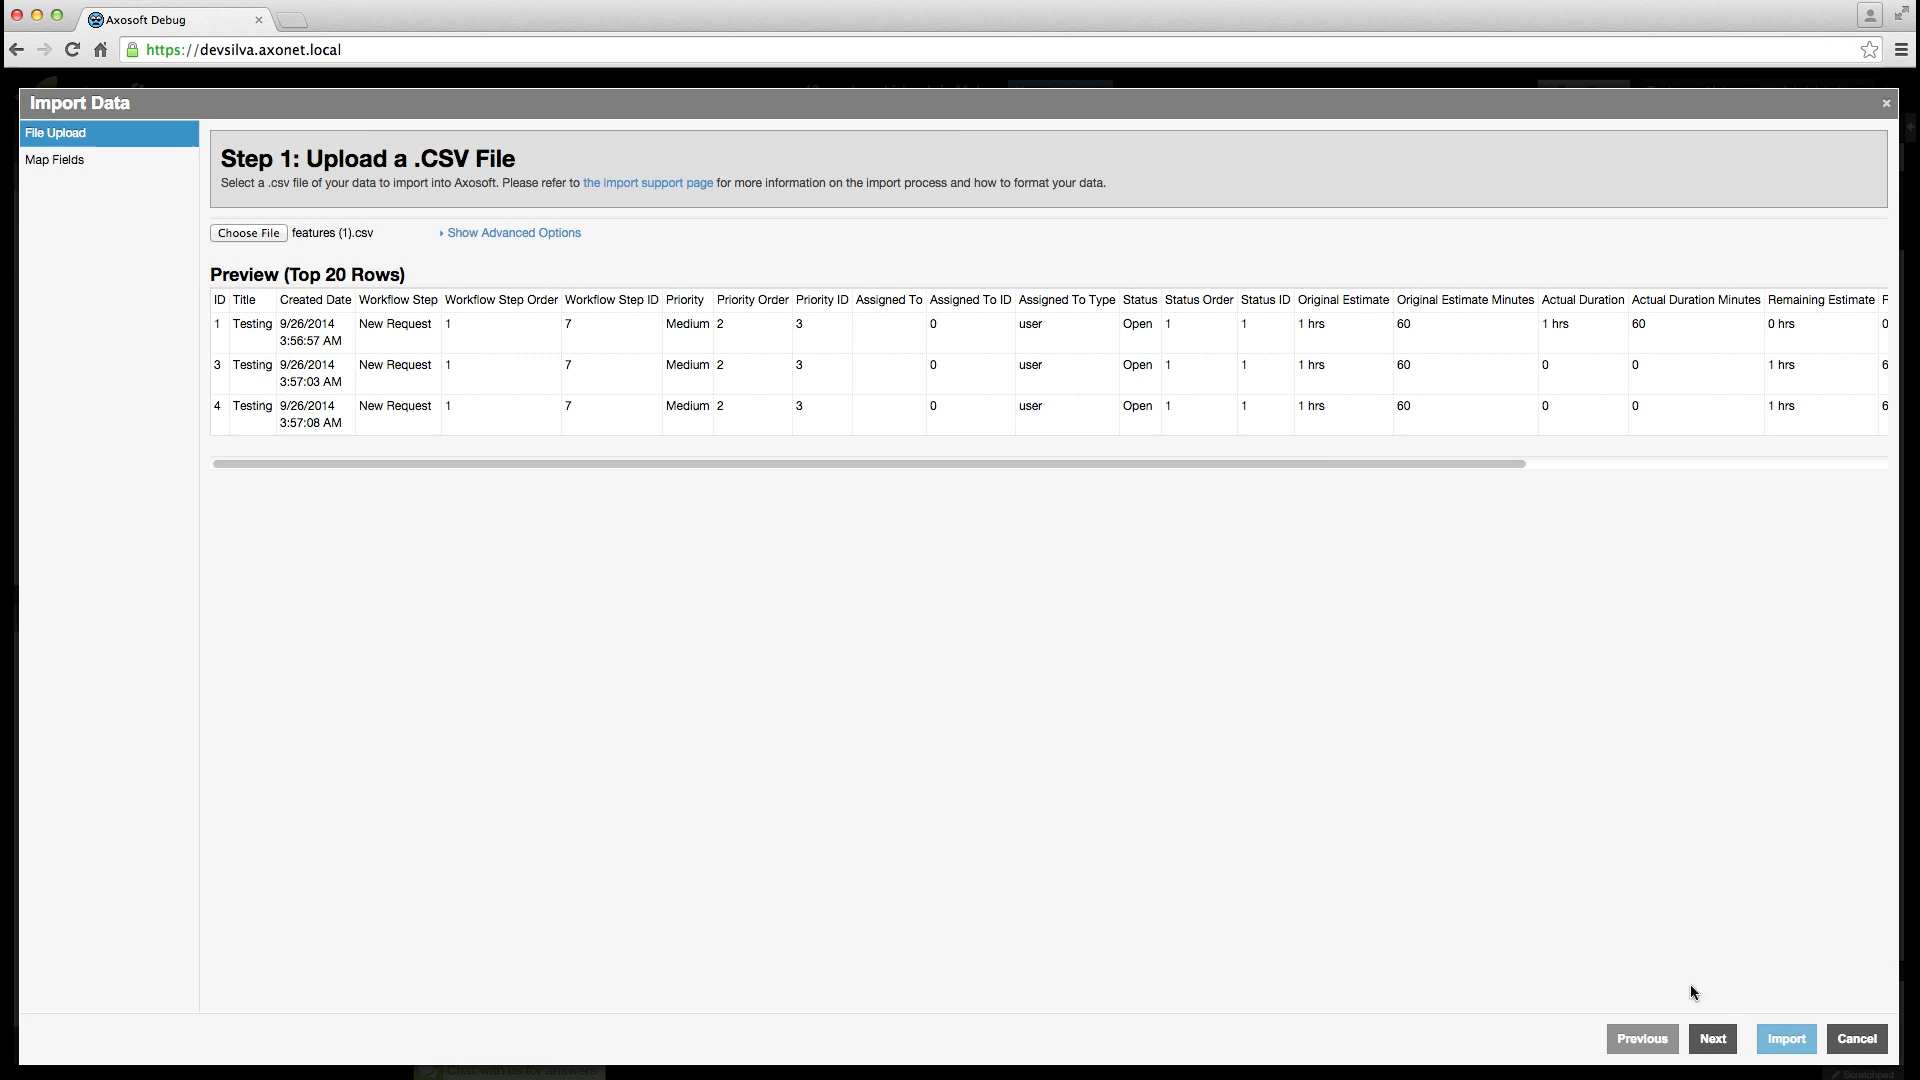 Axosoft Debug
https://devsilva.axonet.local
Import Data
File Upload
Map Fields
Step 1: Upload a .CSV File
Select a .csv file of your data to import into Axosoft. Please refer to the import support page for more information on the import process and how to format your data.
Choose File features (1).csv Show Advanced Options
Preview (Top 20 Rows)
ID Title Created Date Workflow Step Workflow Step Order Workflow Step ID Priority Priority Order Priority ID Assigned To Assigned To ID Assigned To Type Status Status Order Status ID Original Estimate Original Estimate Minutes Actual Duration Actual Duration Minutes Remaining Estimate
1 Testing 9/26/2014 New Request 1 7 Medium 2 3 0 user Open 1 1 1 hrs 60 1 hrs 60 0 hrs 0
3:56:57 AM
3 Testing 9/26/2014 New Request 1 7 Medium 2 3 0 user Open 1 1 1 hrs 60 0 0 1 hrs 6
3:57:03 AM
4 Testing 9/26/2014 New Request 1 7 Medium 2 3 0 user Open 1 1 1 hrs 60 0 0 1 hrs 6
3:57:08 AM
Previous Next Import Cancel
Chat with us for answers
Scratchpad